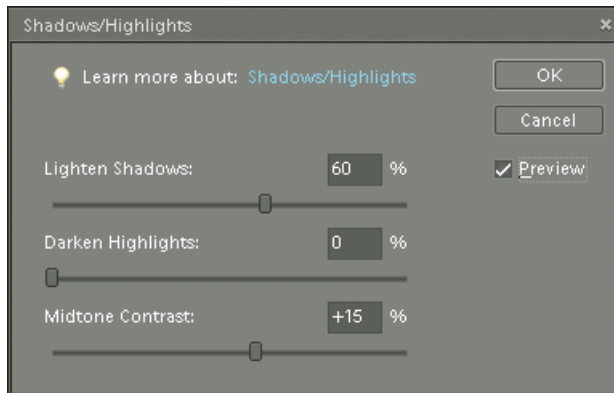 Shadows/Highlights
Learn more about: Shadows/Highlights
OK
Cancel
Lighten Shadows: 60 %
Preview
Darken Highlights: 0 %
Midtone Contrast: +15 %